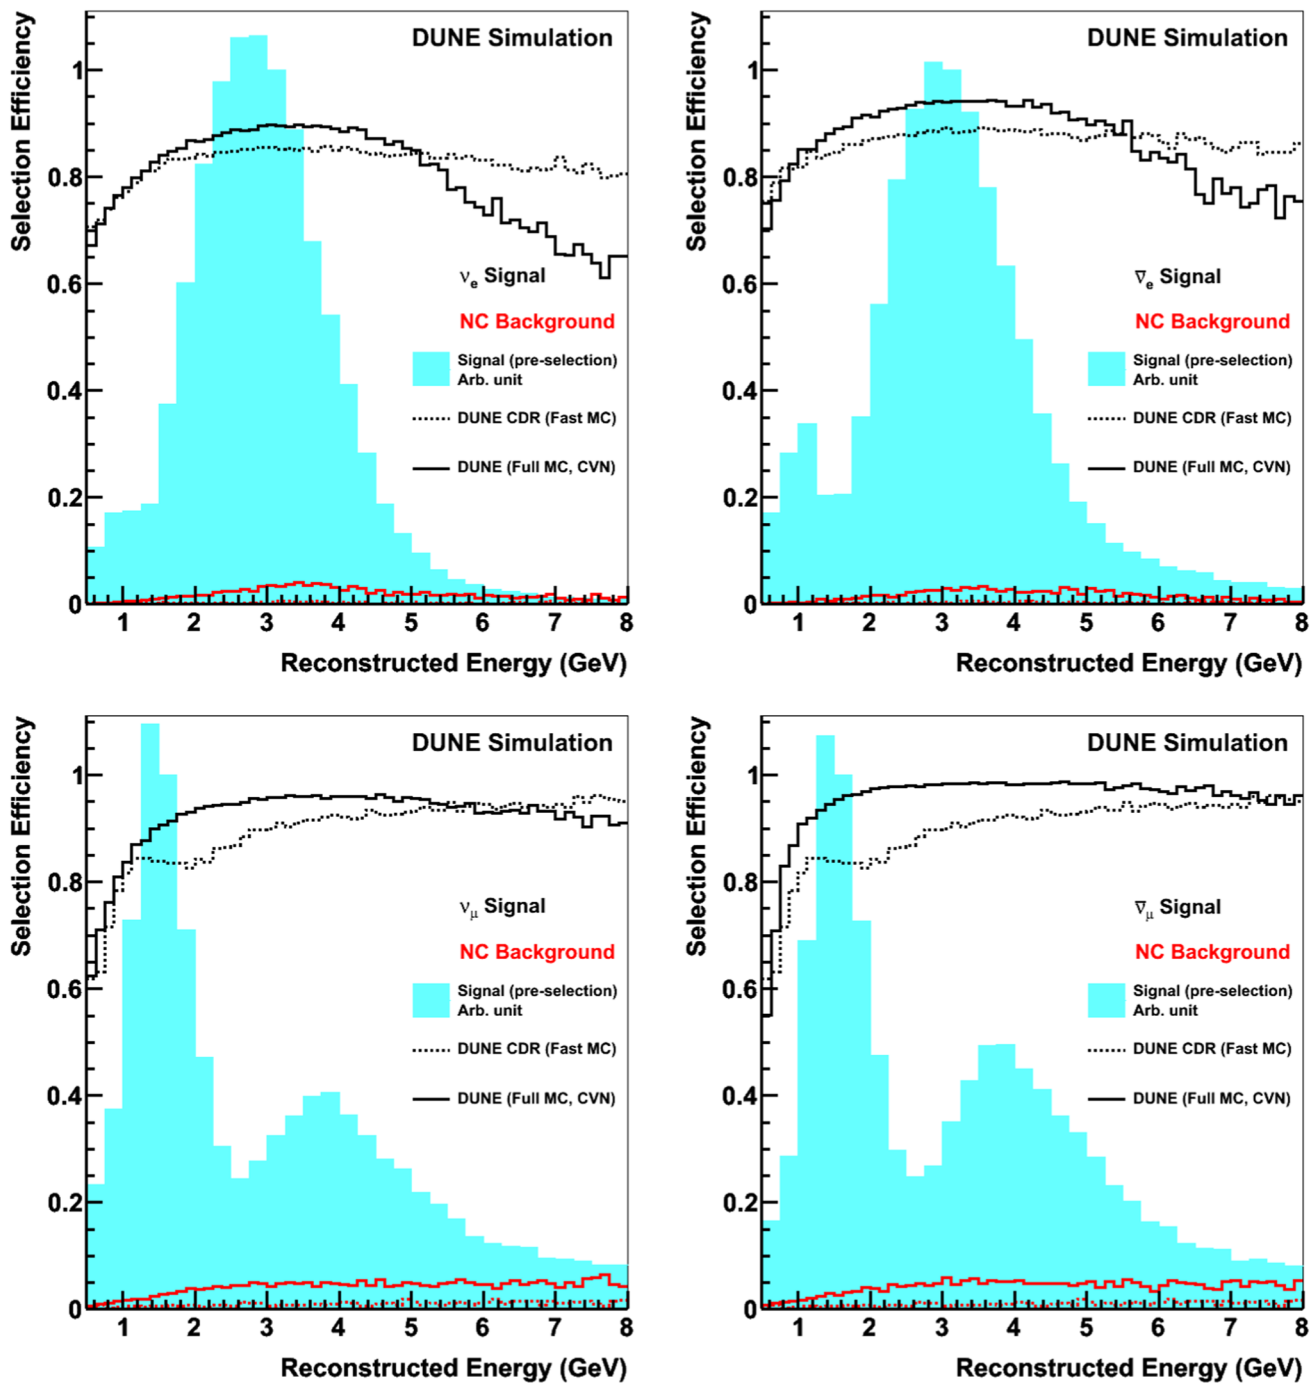 Selection Efficiency
DUNE Simulation
1
0.8
0.6
0.4
0.2
0
νe Signal
NC Background
Signal (pre-selection)
Arb. unit
DUNE CDR (Fast MC)
DUNE (Full MC, CVN)
1 2 3 4 5 6 7 8
Reconstructed Energy (GeV)
Selection Efficiency
DUNE Simulation
1
0.8
0.6
0.4
0.2
0
ν̅e Signal
NC Background
Signal (pre-selection)
Arb. unit
DUNE CDR (Fast MC)
DUNE (Full MC, CVN)
1 2 3 4 5 6 7 8
Reconstructed Energy (GeV)
Selection Efficiency
DUNE Simulation
1
0.8
0.6
0.4
0.2
0
νμ Signal
NC Background
Signal (pre-selection)
Arb. unit
DUNE CDR (Fast MC)
DUNE (Full MC, CVN)
1 2 3 4 5 6 7 8
Reconstructed Energy (GeV)
Selection Efficiency
DUNE Simulation
1
0.8
0.6
0.4
0.2
0
ν̅μ Signal
NC Background
Signal (pre-selection)
Arb. unit
DUNE CDR (Fast MC)
DUNE (Full MC, CVN)
1 2 3 4 5 6 7 8
Reconstructed Energy (GeV)